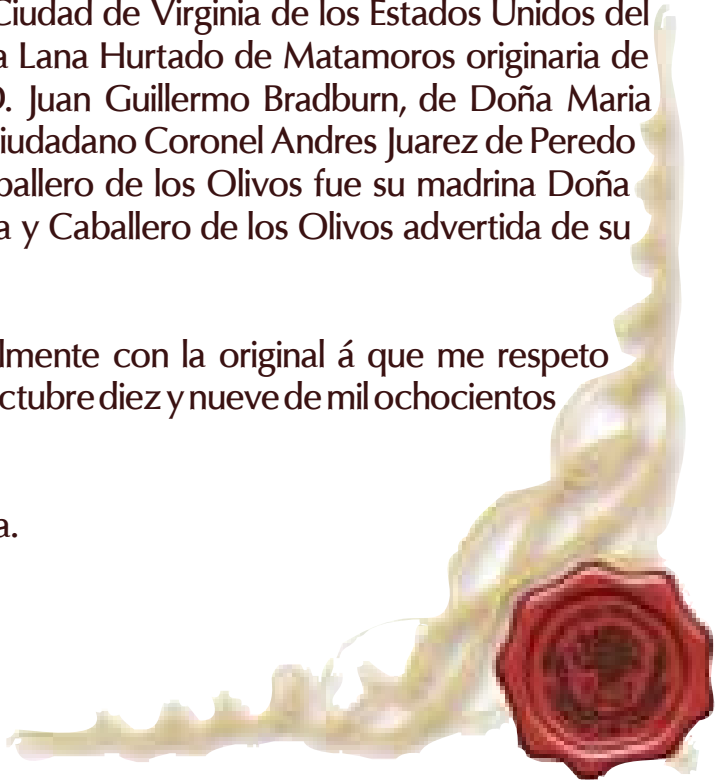 Ciudad de Virginia de los Estados Unidos del
a Lana Hurtado de Matamoros originaria de
. Juan Guillermo Bradburn, de Doña Maria
iudadano Coronel Andres Juarez de Peredo
ballero de los Olivos fue su madrina Doña
a y Caballero de los Olivos advertida de su
lmente con la original á que me respeto
ctubre diez y nueve de mil ochocientos
a.